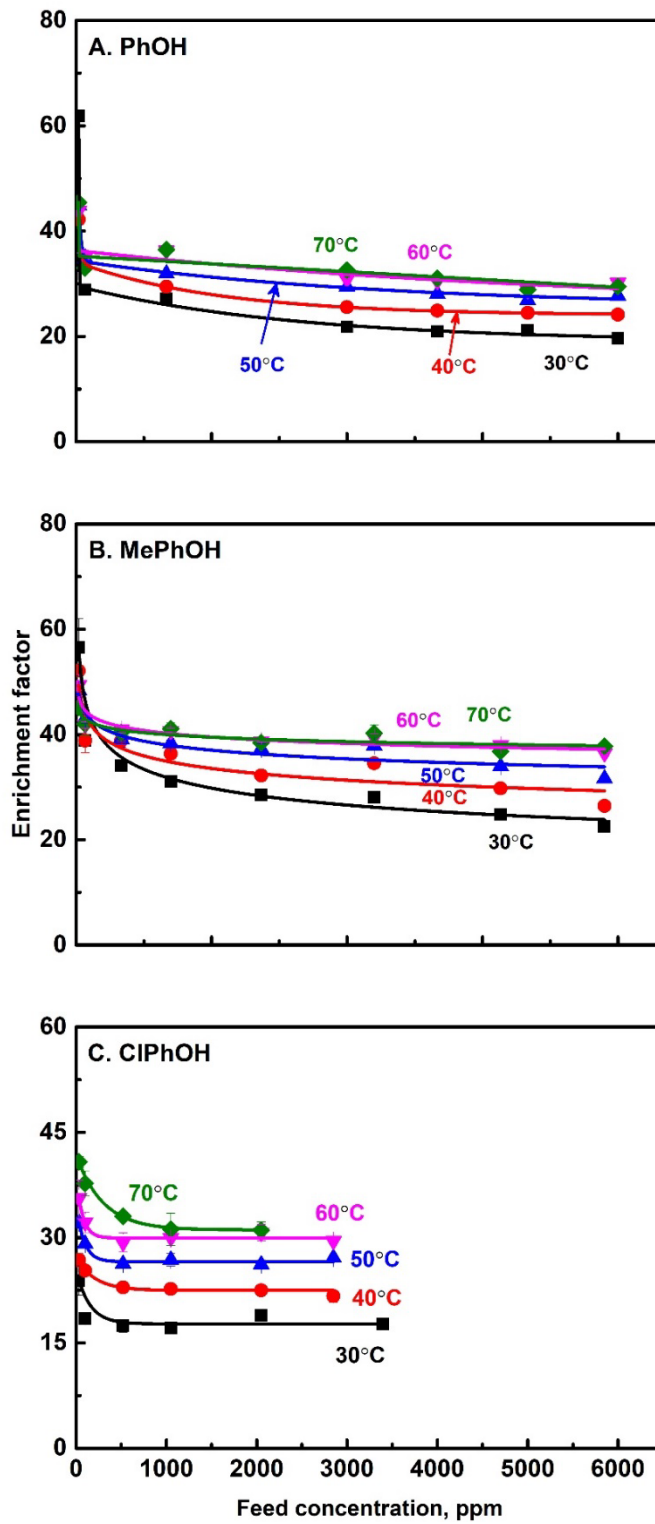 80
A. PhOH
60
40
70°C
60°C
20
50°C
40°C
30°C
0
80
B. MePhOH
60
60°C
70°C
40
50°C
40°C
20
30°C
0
Enrichment factor
60
C. ClPhOH
45
70°C
60°C
30
50°C
40°C
15
30°C
0
0 1000 2000 3000 4000 5000 6000
Feed concentration, ppm